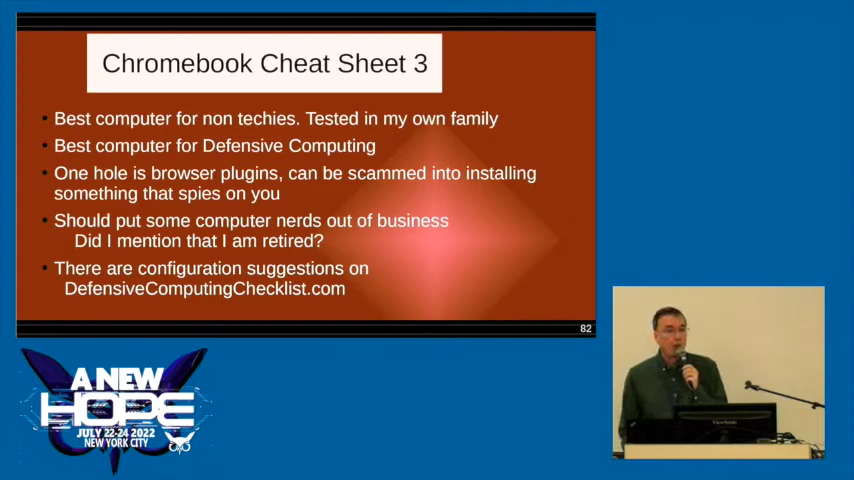 Chromebook Cheat Sheet 3
• Best computer for non techies. Tested in my own family
• Best computer for Defensive Computing
• One hole is browser plugins, can be scammed into installing
something that spies on you
• Should put some computer nerds out of business
Did I mention that I am retired?
• There are configuration suggestions on
DefensiveComputingChecklist.com
82
A NEW
HOPE
JULY 22-24 2022
NEW YORK CITY
ViewSonic